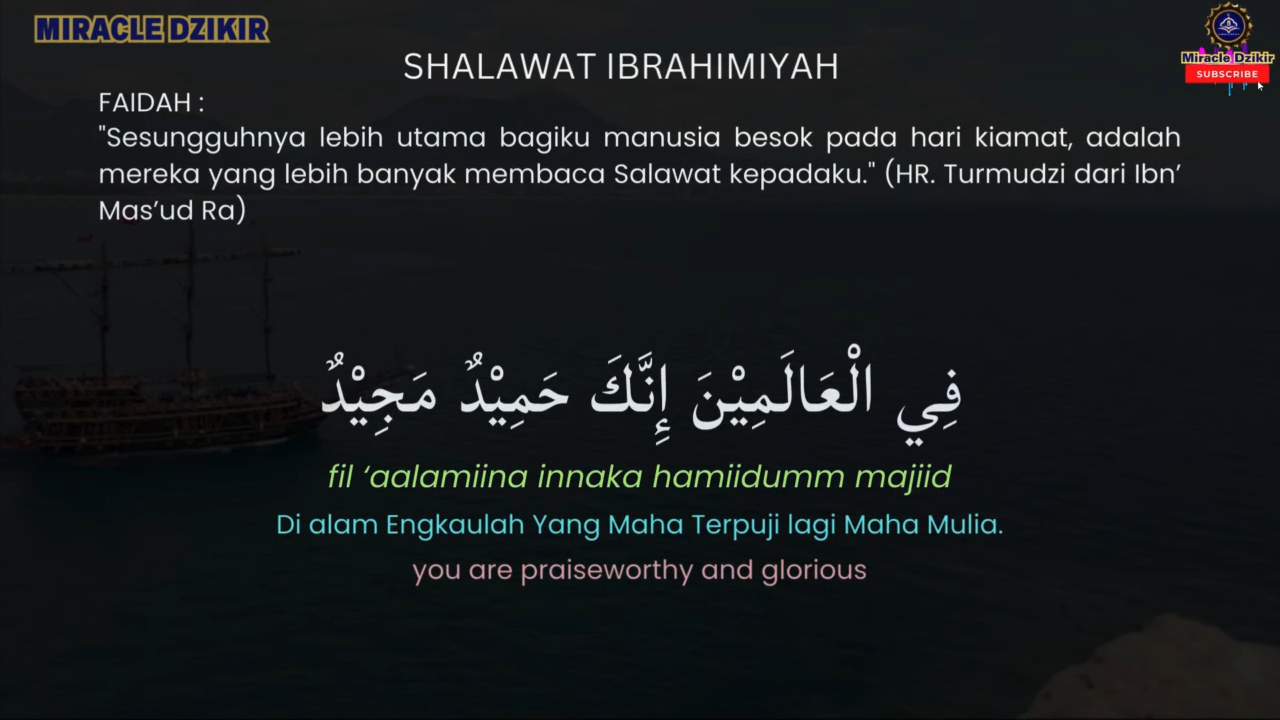 MIRACLE DZIKIR
Miracle Dzikir
SUBSCRIBE
SHALAWAT IBRAHIMIYAH
FAIDAH :
"Sesungguhnya lebih utama bagiku manusia besok pada hari kiamat, adalah
mereka yang lebih banyak membaca Salawat kepadaku." (HR. Turmudzi dari Ibn’
Mas’ud Ra)
فِي الْعَالَمِيْنَ إِنَّكَ حَمِيْدٌ مَجِيْدٌ
fil ‘aalamiina innaka hamiidumm majiid
Di alam Engkaulah Yang Maha Terpuji lagi Maha Mulia.
you are praiseworthy and glorious